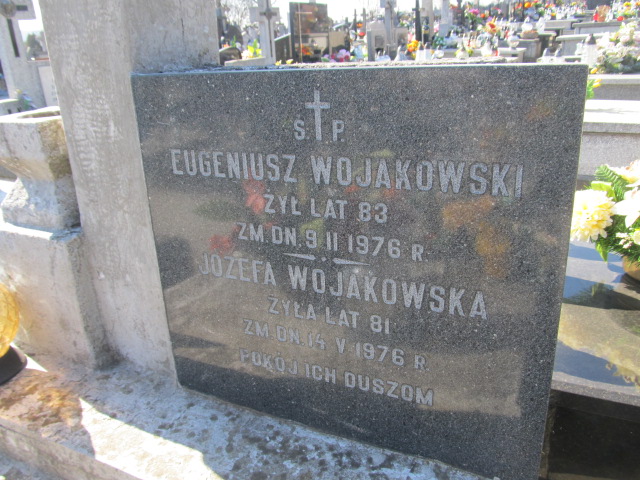 Ś.P.
EUGENIUSZ WOJAKOWSKI
ŻYŁ LAT 83
ZM. DN. 9 II 1976 R.
JÓZEFA WOJAKOWSKA
ŻYŁA LAT 81
ZM. DN. 14 V 1976 R.
POKÓJ ICH DUSZOM